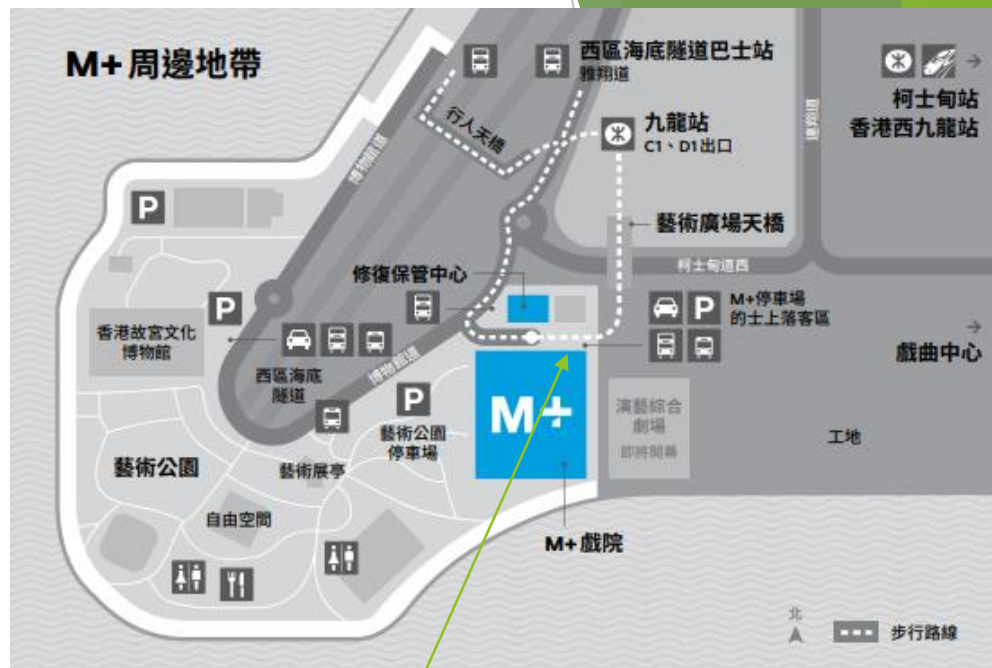 M+周邊地帶
西區海底隧道巴士站
雅翔道
九龍站
C1、D1出口
柯士甸站
香港西九龍站
行人天橋
博物館道
連翔道
藝術廣場天橋
柯士甸道西
P
修復保管中心
P
香港故宮文化
博物館
西區海底
隧道
博物館道
P
M+停車場
的士上落客區
戲曲中心
P
藝術公園
停車場
M+
演藝綜合
劇場
即將開幕
工地
藝術公園
藝術展亭
自由空間
M+戲院
北
步行路線